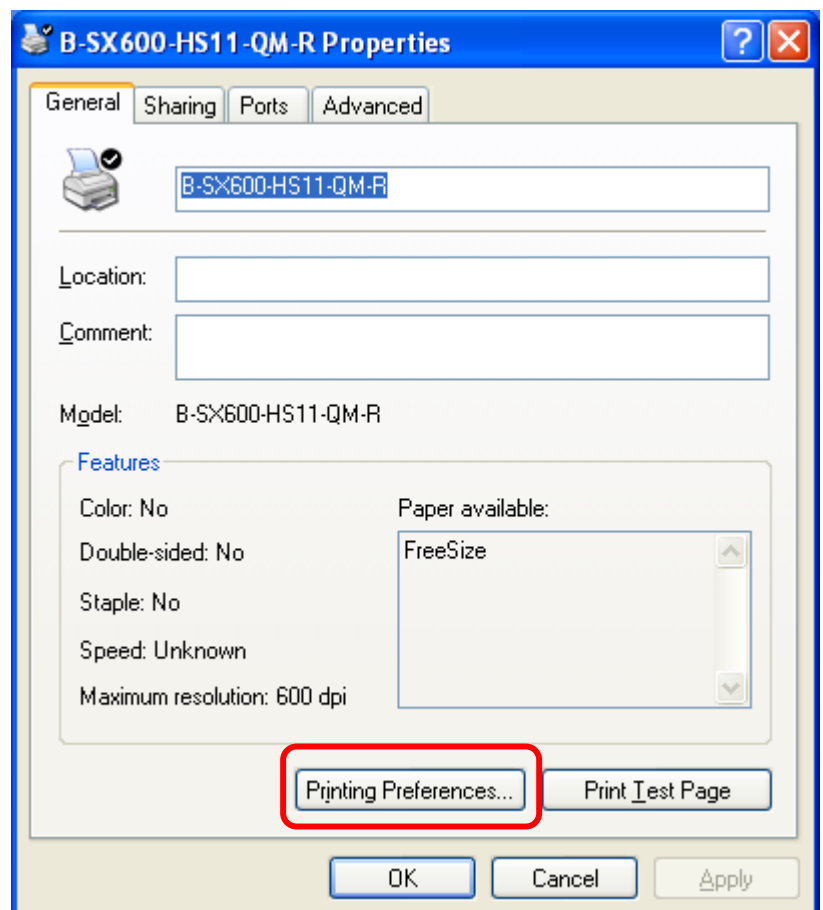 B-SX600-HS11-QM-R Properties
General Sharing Ports Advanced
B-SX600-HS11-QM-R
Location:
Comment:
Model: B-SX600-HS11-QM-R
Features
Color: No
Paper available:
Double-sided: No
FreeSize
Staple: No
Speed: Unknown
Maximum resolution: 600 dpi
Printing Preferences... Print Test Page
OK Cancel Apply